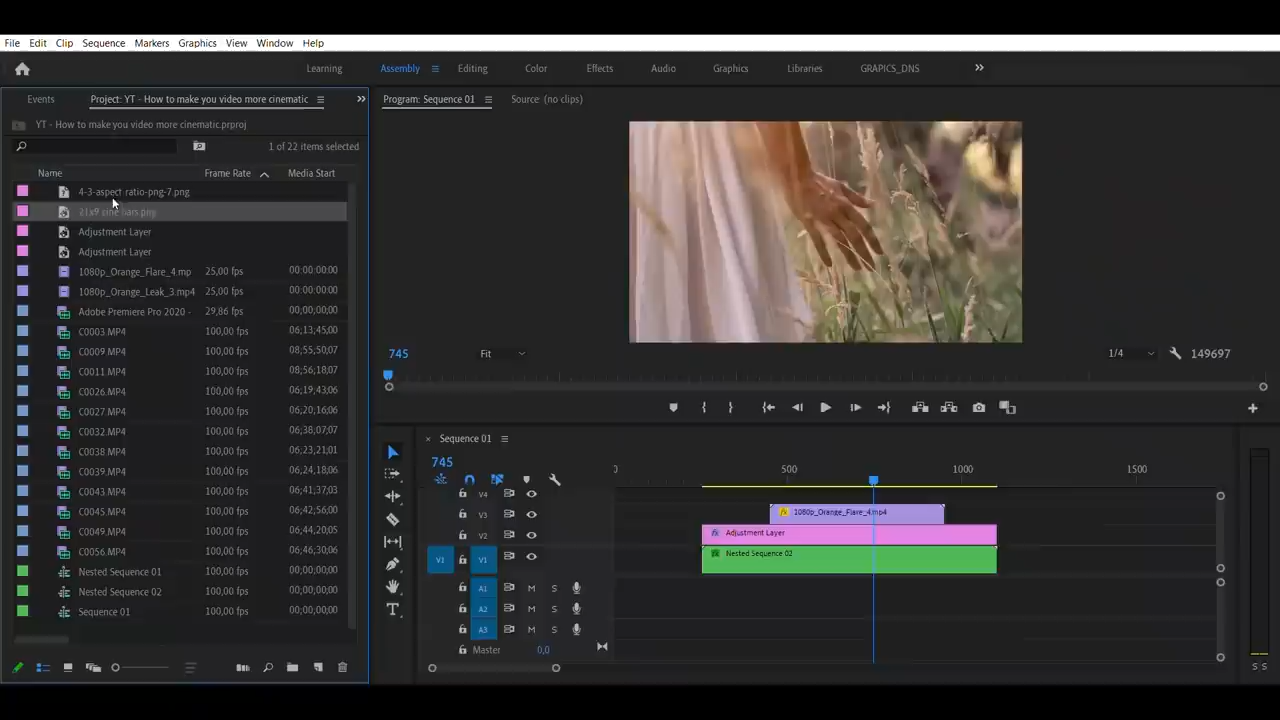 File Edit Clip Sequence Markers Graphics View Window Help
Learning Assembly Editing Color Effects Audio Graphics Libraries GRAPICS_DNS
Events Project: YT - How to make you video more cinematic
Program: Sequence 01 Source: (no clips)
YT - How to make you video more cinematic.prproj
1 of 22 items selected
Name Frame Rate Media Start
4-3-aspect ratio-png-7.png
21x9 cine bars.png
Adjustment Layer
Adjustment Layer
1080p_Orange_Flare_4.mp 25,00 fps 00:00:00:00
1080p_Orange_Leak_3.mp4 25,00 fps 00:00:00:00
Adobe Premiere Pro 2020 - 29,86 fps 00;00;00;00
C0003.MP4 100,00 fps 06;13;45;00
C0009.MP4 100,00 fps 08;55;50;07
C0011.MP4 100,00 fps 08;56;18;07
C0026.MP4 100,00 fps 06;19;43;06
C0027.MP4 100,00 fps 06;20;16;06
C0032.MP4 100,00 fps 06;38;07;07
C0038.MP4 100,00 fps 06;23;21;01
C0039.MP4 100,00 fps 06;24;18;06
C0043.MP4 100,00 fps 06;41;37;03
C0045.MP4 100,00 fps 06;42;56;00
C0049.MP4 100,00 fps 06;44;20;05
C0056.MP4 100,00 fps 06;46;30;06
Nested Sequence 01 100,00 fps 00;00;00;00
Nested Sequence 02 100,00 fps 00;00;00;00
Sequence 01 100,00 fps 00;00;00;00
745 Fit 1/4 149697
Sequence 01
745
0 500 1000 1500
V4
V3 1080p_Orange_Flare_4.mp4
V2 Adjustment Layer
V1 V1 Nested Sequence 02
A1 M S
A2 M S
A3 M S
Master 0,0
S S